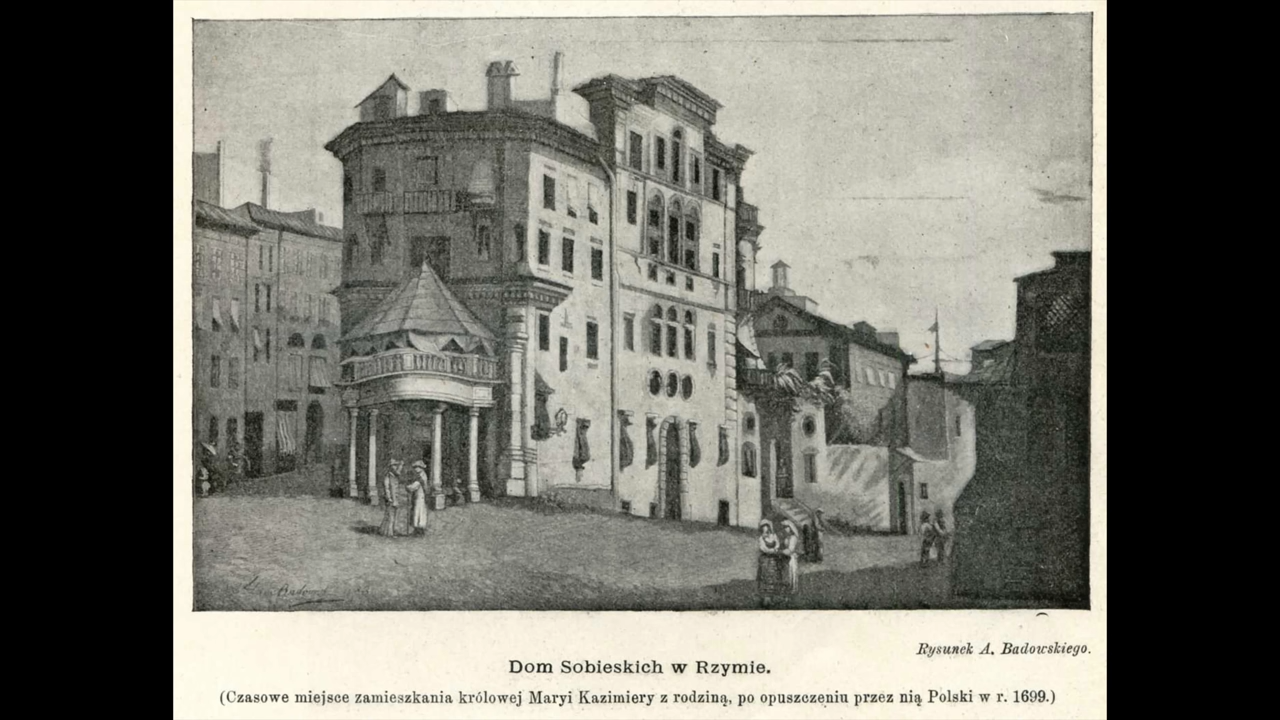 Rysunek A. Badowskiego.
Dom Sobieskich w Rzymie.
(Czasowe miejsce zamieszkania królowej Maryi Kazimiery z rodziną, po opuszczeniu przez nią Polski w r. 1699.)